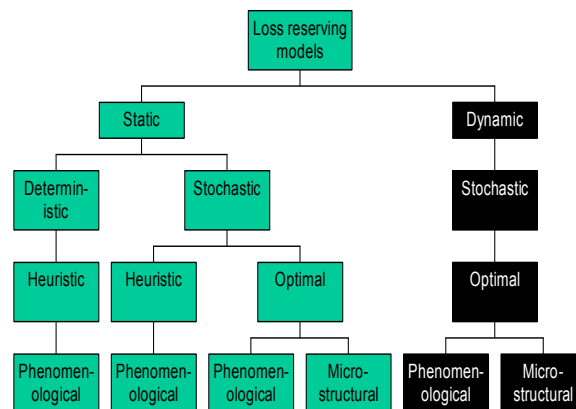 Loss reserving
models
Static
Dynamic
Determin-
istic
Stochastic
Stochastic
Heuristic
Heuristic
Optimal
Optimal
Phenomen-
ological
Phenomen-
ological
Phenomen-
ological
Micro-
structural
Phenomen-
ological
Micro-
structural